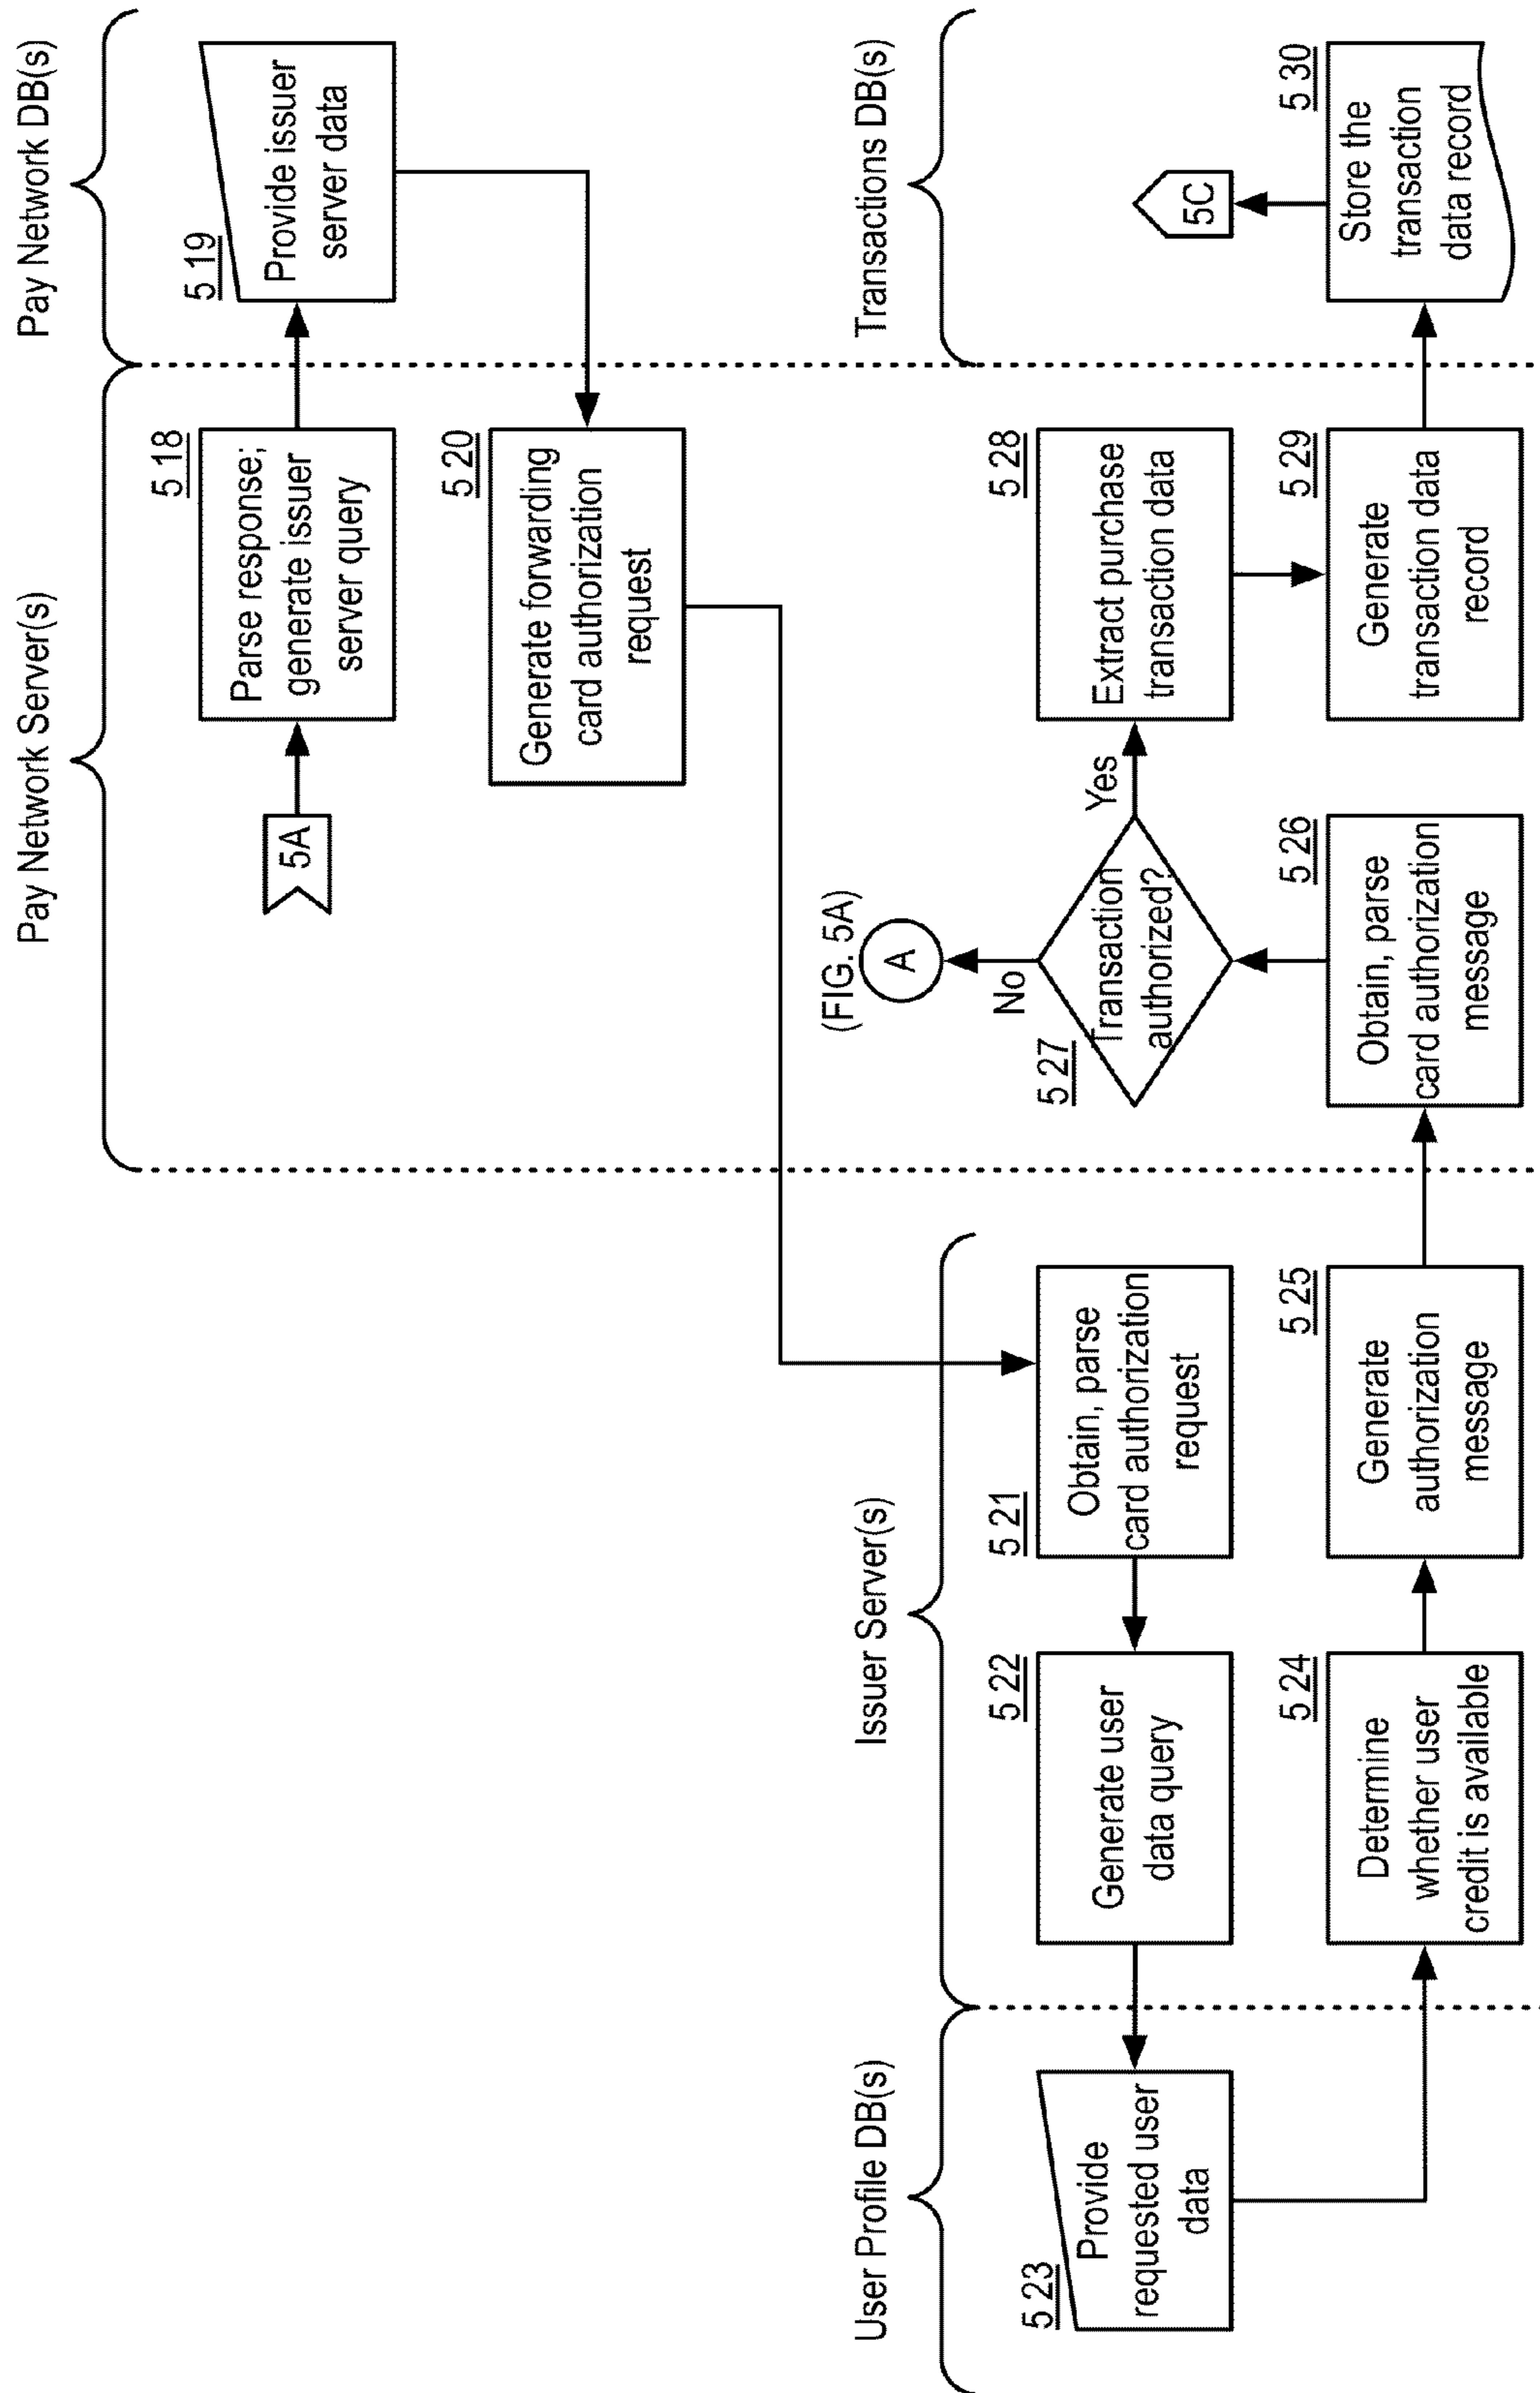 Pay Network Server(s)
Pay Network DB(s)
5A
5 18
Parse response;
generate issuer
server query
5 19
Provide issuer
server data
5 20
Generate forwarding
card authorization
request
User Profile DB(s)
Issuer Server(s)
(FIG. 5A)
A
Transactions DB(s)
5 23
Provide
requested user
data
5 22
Generate user
data query
5 21
Obtain, parse
card authorization
request
5 27
No
Transaction
authorized?
Yes
5 28
Extract purchase
transaction data
5C
5 24
Determine
whether user
credit is available
5 25
Generate
authorization
message
5 26
Obtain, parse
card authorization
message
5 29
Generate
transaction data
record
5 30
Store the
transaction
data record